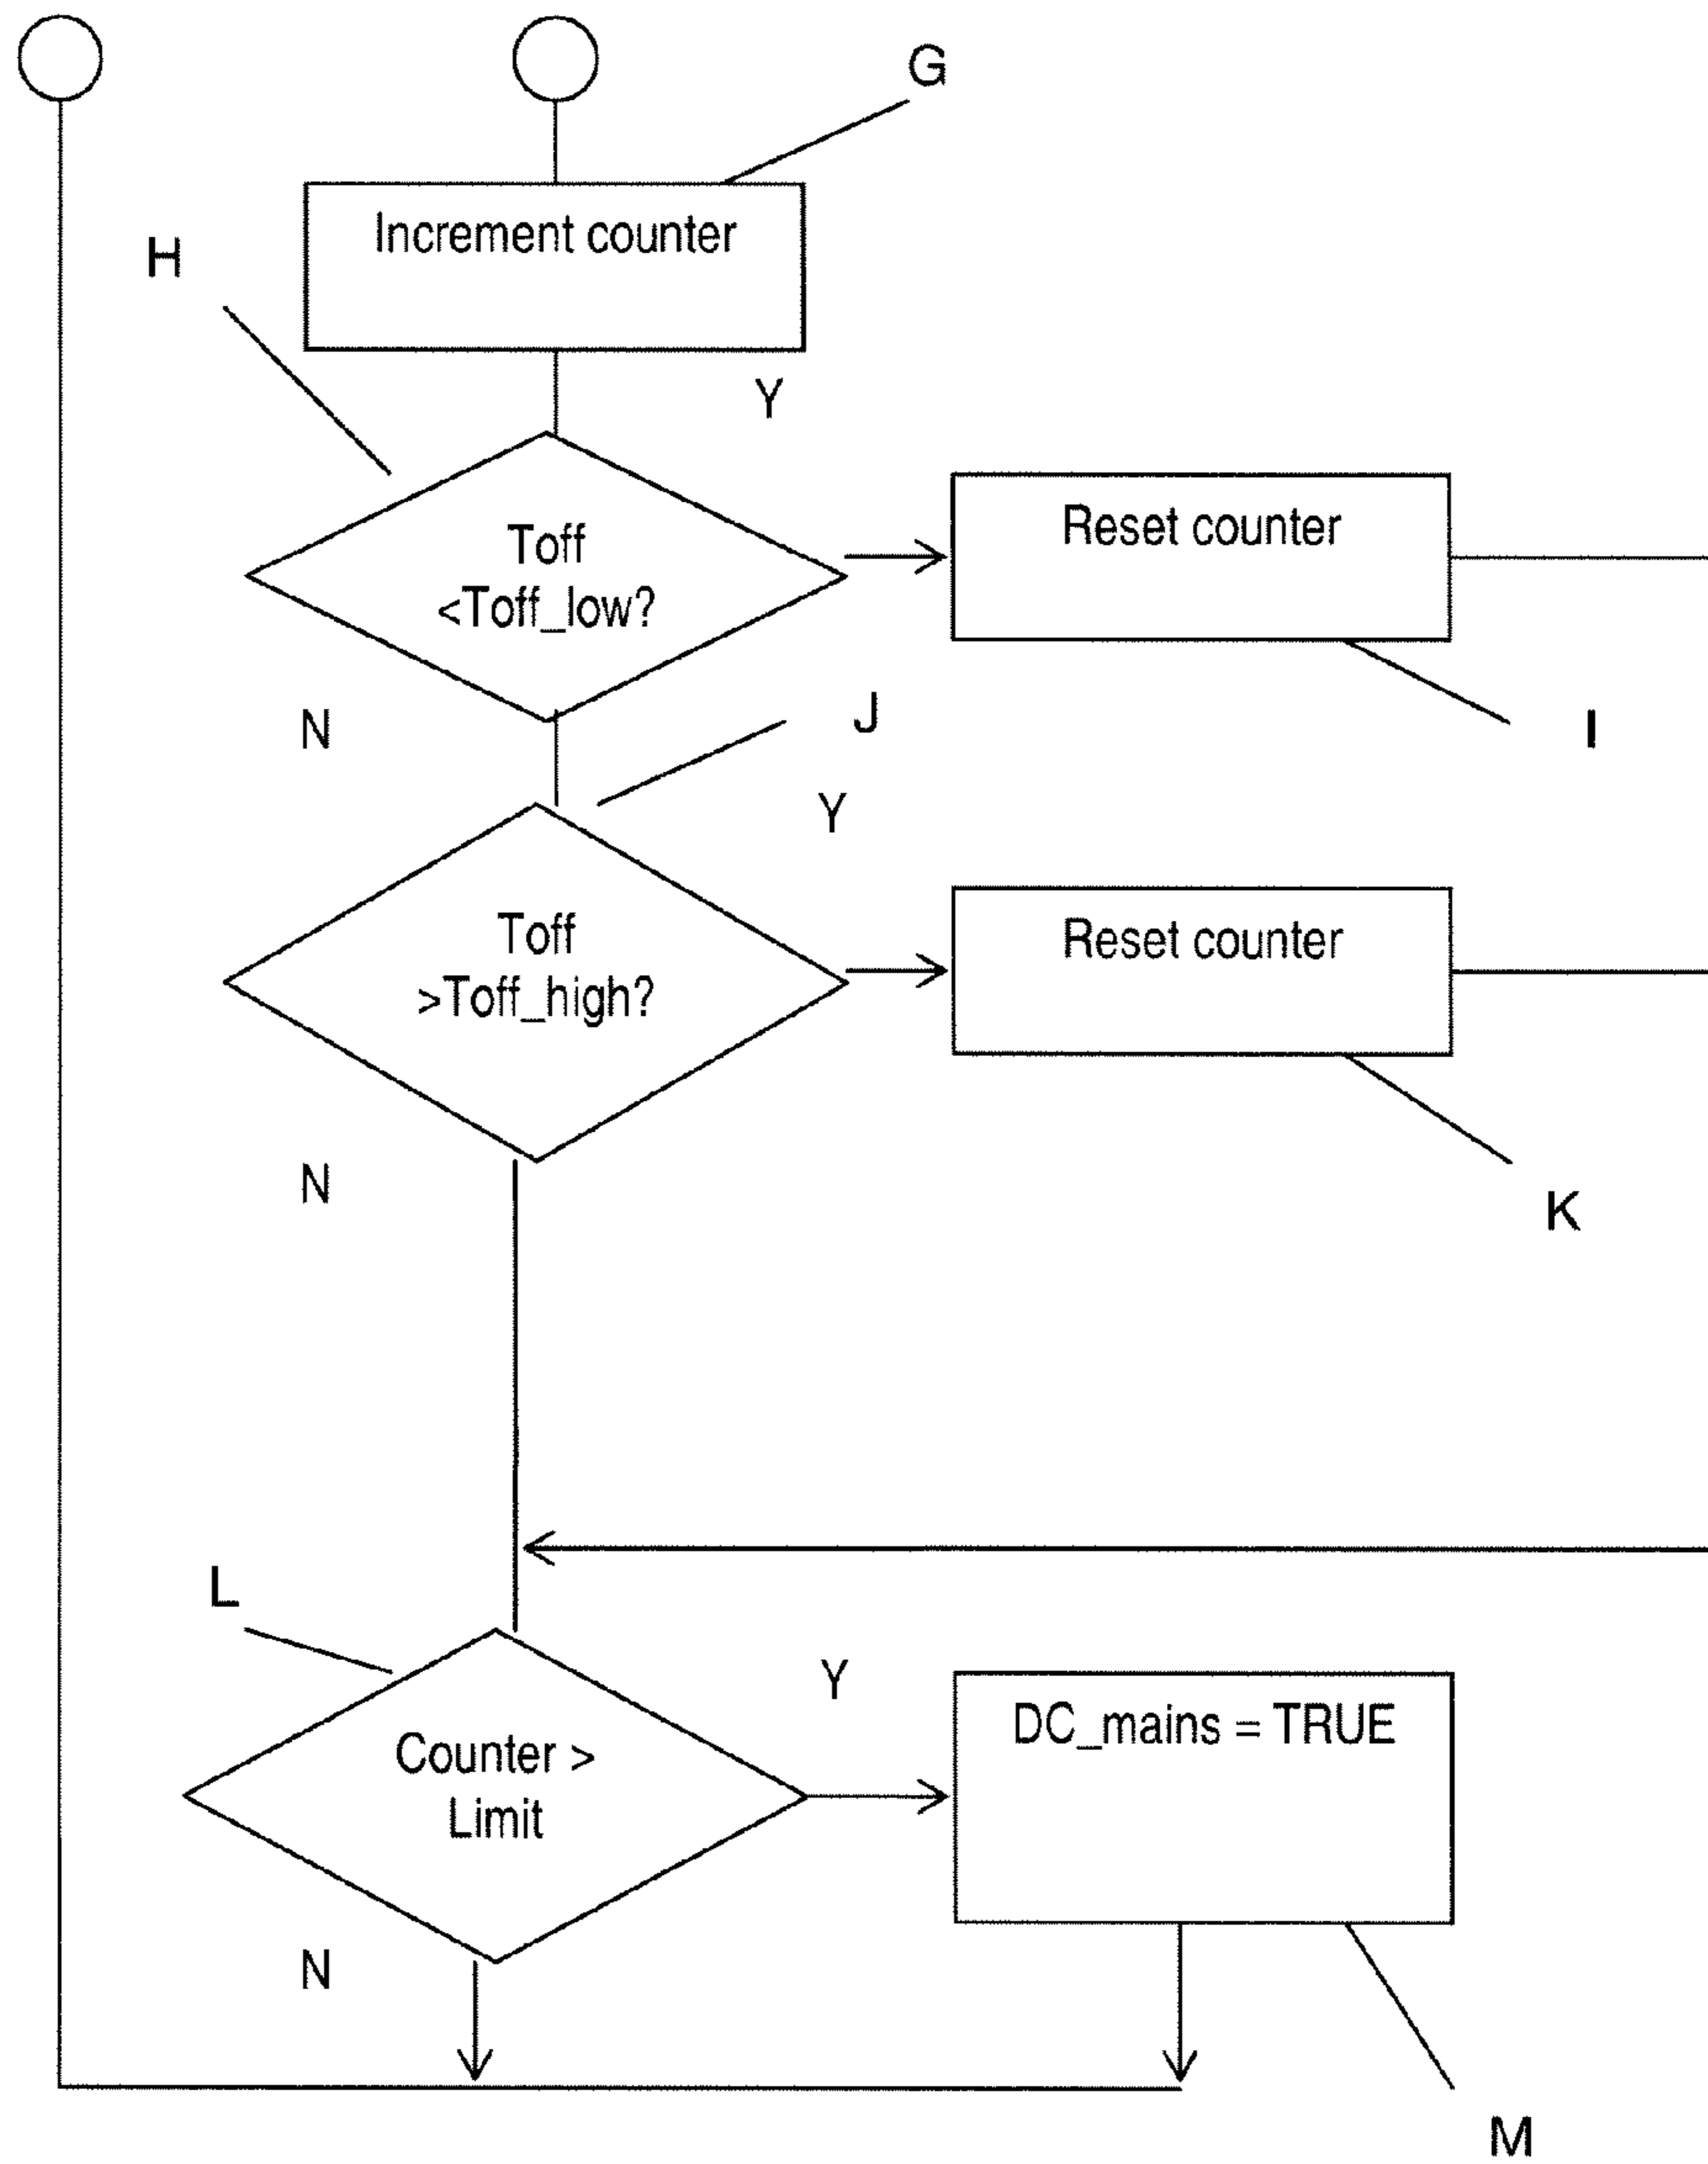 G
Increment counter
H
Y
Toff
<Toff_low?
Reset counter
N
J
I
Y
Toff
>Toff_high?
Reset counter
N
K
L
Y
Counter >
Limit
DC_mains = TRUE
N
M